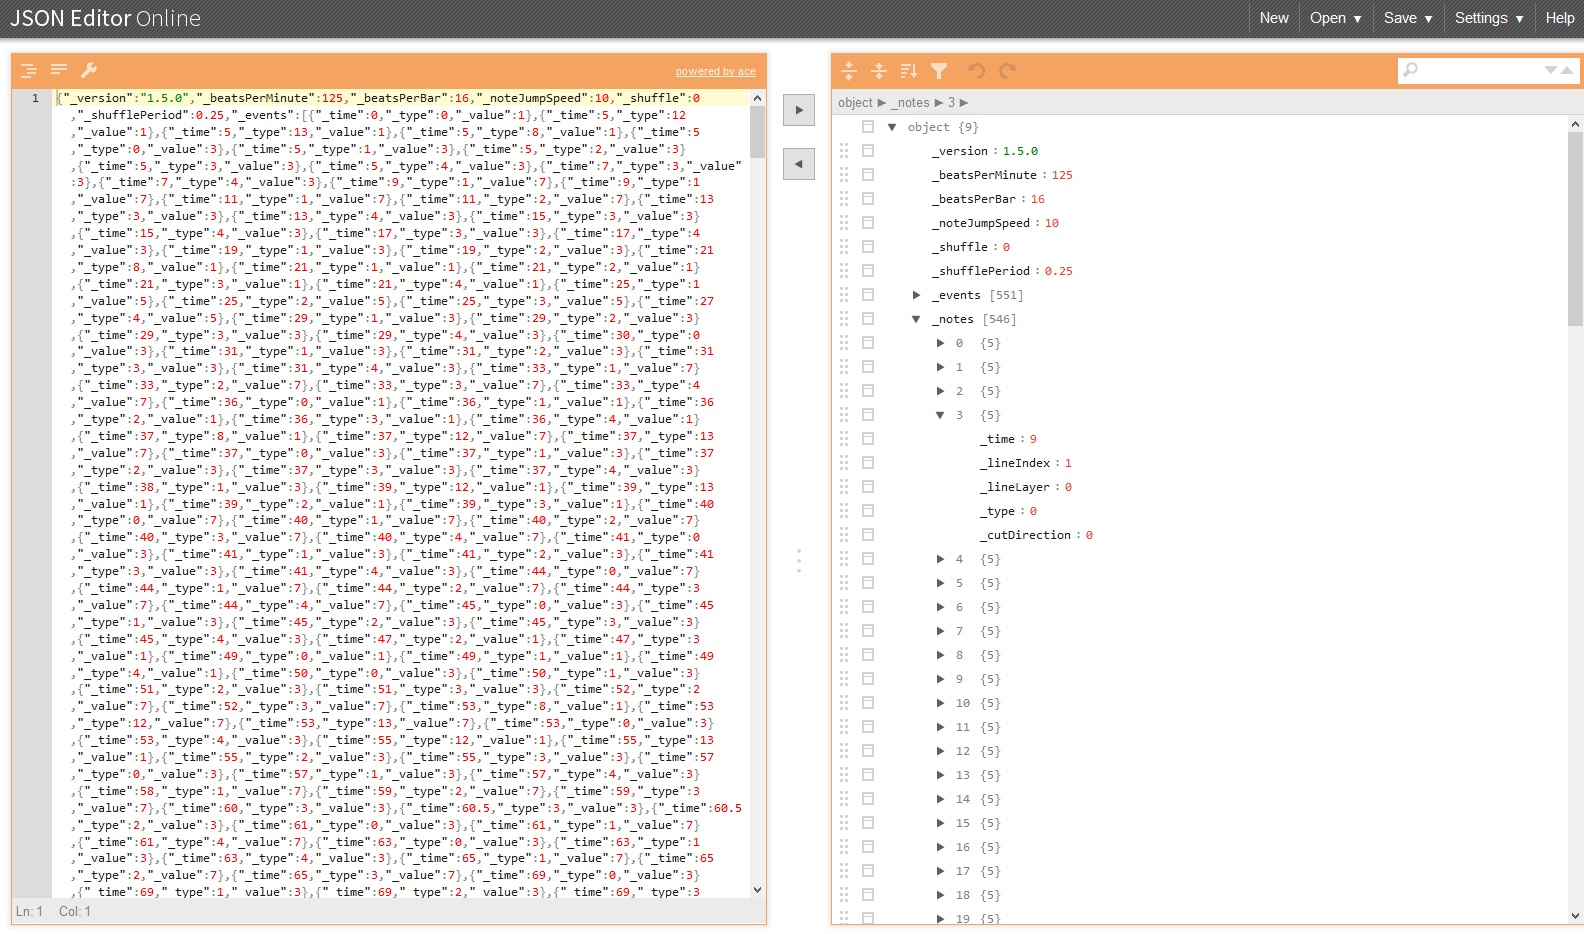 JSON Editor Online
New Open Save Settings Help
powered by ace
1 {"_version":"1.5.0","_beatsPerMinute":125,"_beatsPerBar":16,"_noteJumpSpeed":10,"_shuffle":0
,"_shufflePeriod":0.25,"_events":[{"_time":0,"_type":0,"_value":1},{"_time":5,"_type":12
,"_value":1},{"_time":5,"_type":13,"_value":1},{"_time":5,"_type":8,"_value":1},{"_time":5
,"_type":0,"_value":3},{"_time":5,"_type":1,"_value":3},{"_time":5,"_type":2,"_value":3}
,{"_time":5,"_type":3,"_value":3},{"_time":5,"_type":4,"_value":3},{"_time":7,"_type":3,"_value"
:3},{"_time":7,"_type":4,"_value":3},{"_time":9,"_type":1,"_value":7},{"_time":9,"_type":1
,"_value":7},{"_time":11,"_type":1,"_value":7},{"_time":11,"_type":2,"_value":7},{"_time":13
,"_type":3,"_value":3},{"_time":13,"_type":4,"_value":3},{"_time":15,"_type":3,"_value":3}
,{"_time":15,"_type":4,"_value":3},{"_time":17,"_type":3,"_value":3},{"_time":17,"_type":4
,"_value":3},{"_time":19,"_type":1,"_value":3},{"_time":19,"_type":2,"_value":3},{"_time":21
,"_type":8,"_value":1},{"_time":21,"_type":1,"_value":1},{"_time":21,"_type":2,"_value":1}
,{"_time":21,"_type":3,"_value":1},{"_time":21,"_type":4,"_value":1},{"_time":25,"_type":1
,"_value":5},{"_time":25,"_type":2,"_value":5},{"_time":25,"_type":3,"_value":5},{"_time":27
,"_type":4,"_value":5},{"_time":29,"_type":1,"_value":3},{"_time":29,"_type":2,"_value":3}
,{"_time":29,"_type":3,"_value":3},{"_time":29,"_type":4,"_value":3},{"_time":30,"_type":0
,"_value":3},{"_time":31,"_type":1,"_value":3},{"_time":31,"_type":2,"_value":3},{"_time":31
,"_type":3,"_value":3},{"_time":31,"_type":4,"_value":3},{"_time":33,"_type":1,"_value":7}
,{"_time":33,"_type":2,"_value":7},{"_time":33,"_type":3,"_value":7},{"_time":33,"_type":4
,"_value":7},{"_time":36,"_type":0,"_value":1},{"_time":36,"_type":1,"_value":1},{"_time":36
,"_type":2,"_value":1},{"_time":36,"_type":3,"_value":1},{"_time":36,"_type":4,"_value":1}
,{"_time":37,"_type":8,"_value":1},{"_time":37,"_type":12,"_value":7},{"_time":37,"_type":13
,"_value":7},{"_time":37,"_type":0,"_value":3},{"_time":37,"_type":1,"_value":3},{"_time":37
,"_type":2,"_value":3},{"_time":37,"_type":3,"_value":3},{"_time":37,"_type":4,"_value":3}
,{"_time":38,"_type":1,"_value":3},{"_time":39,"_type":12,"_value":1},{"_time":39,"_type":13
,"_value":1},{"_time":39,"_type":2,"_value":1},{"_time":39,"_type":3,"_value":1},{"_time":40
,"_type":0,"_value":7},{"_time":40,"_type":1,"_value":7},{"_time":40,"_type":2,"_value":7}
,{"_time":40,"_type":3,"_value":7},{"_time":40,"_type":4,"_value":7},{"_time":41,"_type":0
,"_value":3},{"_time":41,"_type":1,"_value":3},{"_time":41,"_type":2,"_value":3},{"_time":41
,"_type":3,"_value":3},{"_time":41,"_type":4,"_value":3},{"_time":44,"_type":0,"_value":7}
,{"_time":44,"_type":1,"_value":7},{"_time":44,"_type":2,"_value":7},{"_time":44,"_type":3
,"_value":7},{"_time":44,"_type":4,"_value":7},{"_time":45,"_type":0,"_value":3},{"_time":45
,"_type":1,"_value":3},{"_time":45,"_type":2,"_value":3},{"_time":45,"_type":3,"_value":3}
,{"_time":45,"_type":4,"_value":3},{"_time":47,"_type":2,"_value":1},{"_time":47,"_type":3
,"_value":1},{"_time":49,"_type":0,"_value":1},{"_time":49,"_type":1,"_value":1},{"_time":49
,"_type":4,"_value":1},{"_time":50,"_type":0,"_value":3},{"_time":50,"_type":1,"_value":3}
,{"_time":51,"_type":2,"_value":3},{"_time":51,"_type":3,"_value":3},{"_time":52,"_type":2
,"_value":7},{"_time":52,"_type":3,"_value":7},{"_time":53,"_type":8,"_value":1},{"_time":53
,"_type":12,"_value":7},{"_time":53,"_type":13,"_value":7},{"_time":53,"_type":0,"_value":3}
,{"_time":53,"_type":4,"_value":3},{"_time":55,"_type":12,"_value":1},{"_time":55,"_type":13
,"_value":1},{"_time":55,"_type":2,"_value":3},{"_time":55,"_type":3,"_value":3},{"_time":57
,"_type":0,"_value":3},{"_time":57,"_type":1,"_value":3},{"_time":57,"_type":4,"_value":3}
,{"_time":58,"_type":1,"_value":7},{"_time":59,"_type":2,"_value":7},{"_time":59,"_type":3
,"_value":7},{"_time":60,"_type":3,"_value":3},{"_time":60.5,"_type":3,"_value":3},{"_time":60.5
,"_type":2,"_value":3},{"_time":61,"_type":0,"_value":3},{"_time":61,"_type":1,"_value":7}
,{"_time":61,"_type":4,"_value":7},{"_time":63,"_type":0,"_value":3},{"_time":63,"_type":1
,"_value":3},{"_time":63,"_type":4,"_value":3},{"_time":65,"_type":1,"_value":7},{"_time":65
,"_type":2,"_value":7},{"_time":65,"_type":3,"_value":7},{"_time":69,"_type":0,"_value":3}
,{"_time":69,"_type":1,"_value":3},{"_time":69,"_type":2,"_value":3},{"_time":69,"_type":3
Ln: 1 Col: 1
object ▶ _notes ▶ 3 ▶
object {9}
_version : 1.5.0
_beatsPerMinute : 125
_beatsPerBar : 16
_noteJumpSpeed : 10
_shuffle : 0
_shufflePeriod : 0.25
_events [551]
_notes [546]
0 {5}
1 {5}
2 {5}
3 {5}
_time : 9
_lineIndex : 1
_lineLayer : 0
_type : 0
_cutDirection : 0
4 {5}
5 {5}
6 {5}
7 {5}
8 {5}
9 {5}
10 {5}
11 {5}
12 {5}
13 {5}
14 {5}
15 {5}
16 {5}
17 {5}
18 {5}
19 {5}